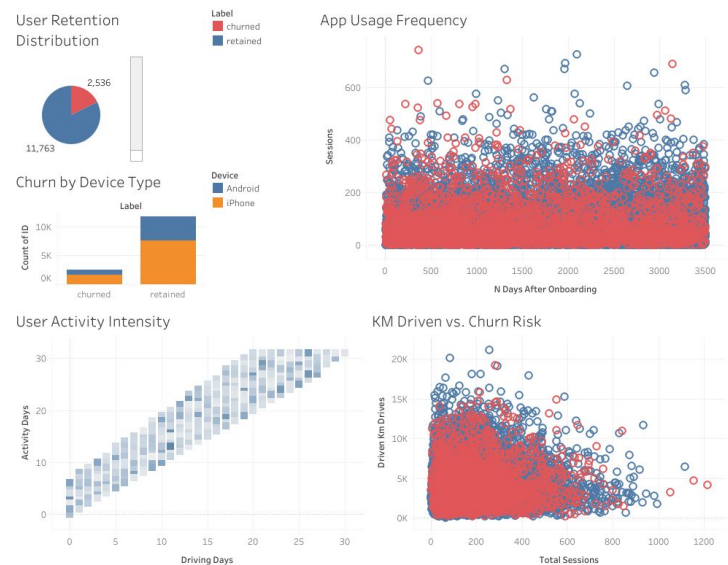 User Retention
Distribution
Label
churned
retained
2,536
11,763
Churn by Device Type
Device
Android
iPhone
Label
Count of ID
10K
5K
0K
churned
retained
App Usage Frequency
Sessions
600
400
200
0
0 500 1000 1500 2000 2500 3000 3500
N Days After Onboarding
User Activity Intensity
Activity Days
30
20
10
0
0 5 10 15 20 25 30
Driving Days
KM Driven vs. Churn Risk
Driven Km Drives
20K
15K
10K
5K
0K
0 200 400 600 800 1000 1200
Total Sessions